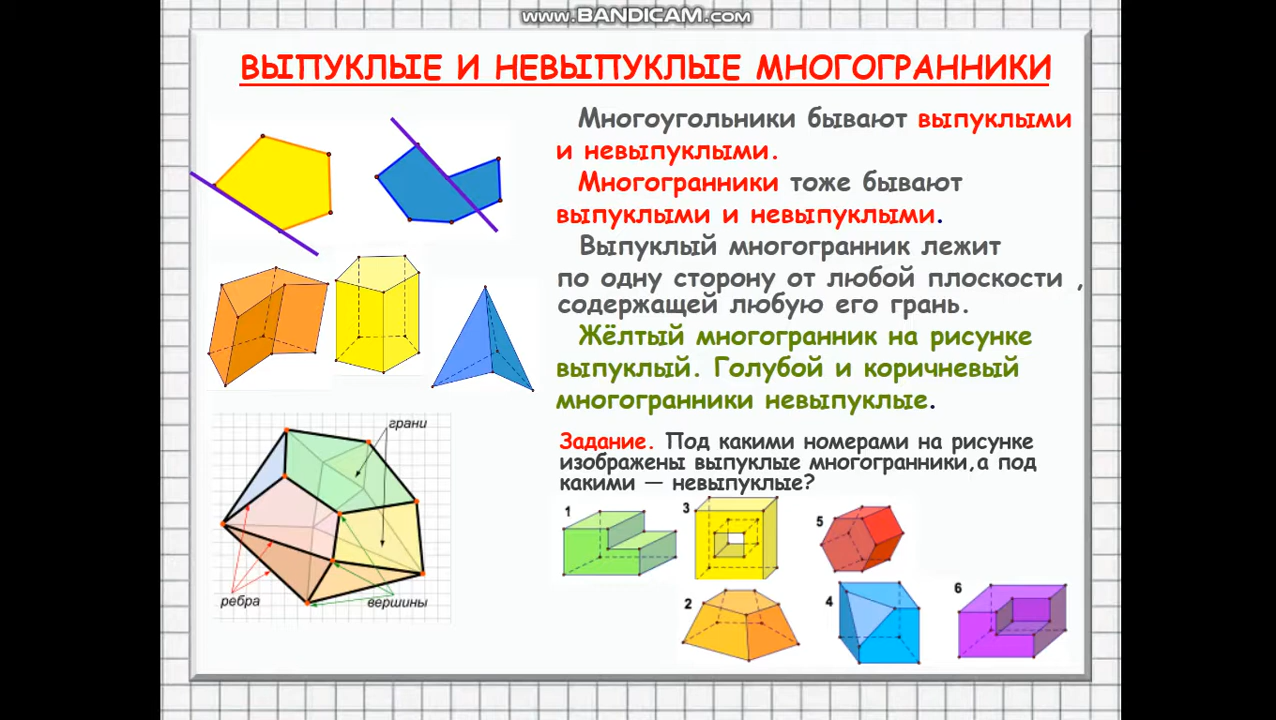 www.BANDICAM.com
ВЫПУКЛЫЕ И НЕВЫПУКЛЫЕ МНОГОГРАННИКИ
Многоугольники бывают выпуклыми
и невыпуклыми.
Многогранники тоже бывают
выпуклыми и невыпуклыми.
Выпуклый многогранник лежит
по одну сторону от любой плоскости ,
содержащей любую его грань.
Жёлтый многогранник на рисунке
выпуклый. Голубой и коричневый
многогранники невыпуклые.
грани
ребра
вершины
Задание. Под какими номерами на рисунке
изображены выпуклые многогранники,а под
какими — невыпуклые?
1
3
5
2
4
6